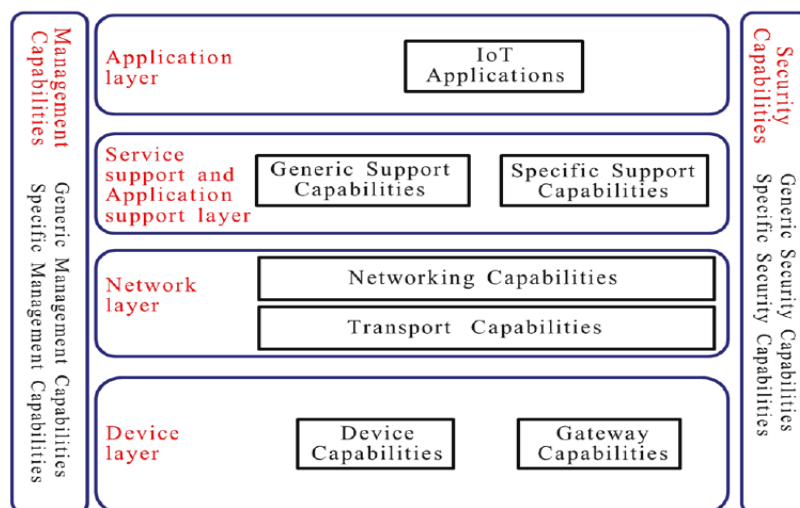 Management
Capabilities
Generic Management Capabilities
Specific Management Capabilities
Application
layer
IoT
Applications
Service
support and
Application
support layer
Generic Support
Capabilities
Specific Support
Capabilities
Network
layer
Networking Capabilities
Transport Capabilities
Device
layer
Device
Capabilities
Gateway
Capabilities
Security
Capabilities
Generic Security Capabilities
Specific Security Capabilities